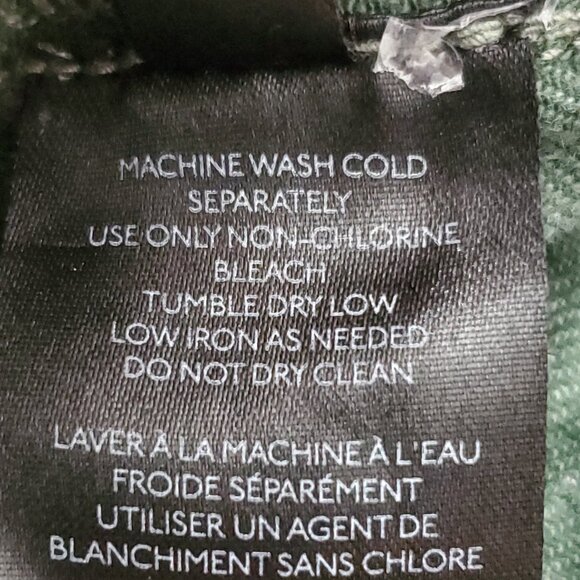 MACHINE WASH COLD
SEPARATELY
USE ONLY NON-CHLORINE
BLEACH
TUMBLE DRY LOW
LOW IRON AS NEEDED
DO NOT DRY CLEAN
LAVER À LA MACHINE À L'EAU
FROIDE SÉPARÉMENT
UTILISER UN AGENT DE
BLANCHIMENT SANS CHLORE